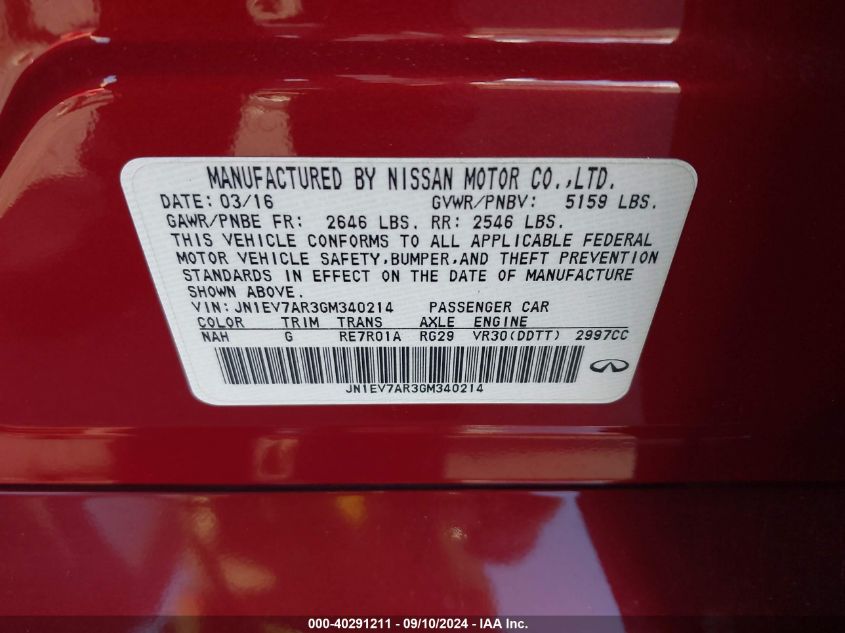 MANUFACTURED BY NISSAN MOTOR CO.,LTD.
DATE: 03/16 GVWR/PNBV: 5159 LBS.
GAWR/PNBE FR: 2646 LBS. RR: 2546 LBS.
THIS VEHICLE CONFORMS TO ALL APPLICABLE FEDERAL
MOTOR VEHICLE SAFETY,BUMPER,AND THEFT PREVENTION
STANDARDS IN EFFECT ON THE DATE OF MANUFACTURE
SHOWN ABOVE.
VIN: JN1EV7AR3GM340214 PASSENGER CAR
COLOR TRIM TRANS AXLE ENGINE
NAH G RE7R01A RG29 VR30(DDTT) 2997CC
JN1EV7AR3GM340214
000-40291211 - 09/10/2024 - IAA Inc.